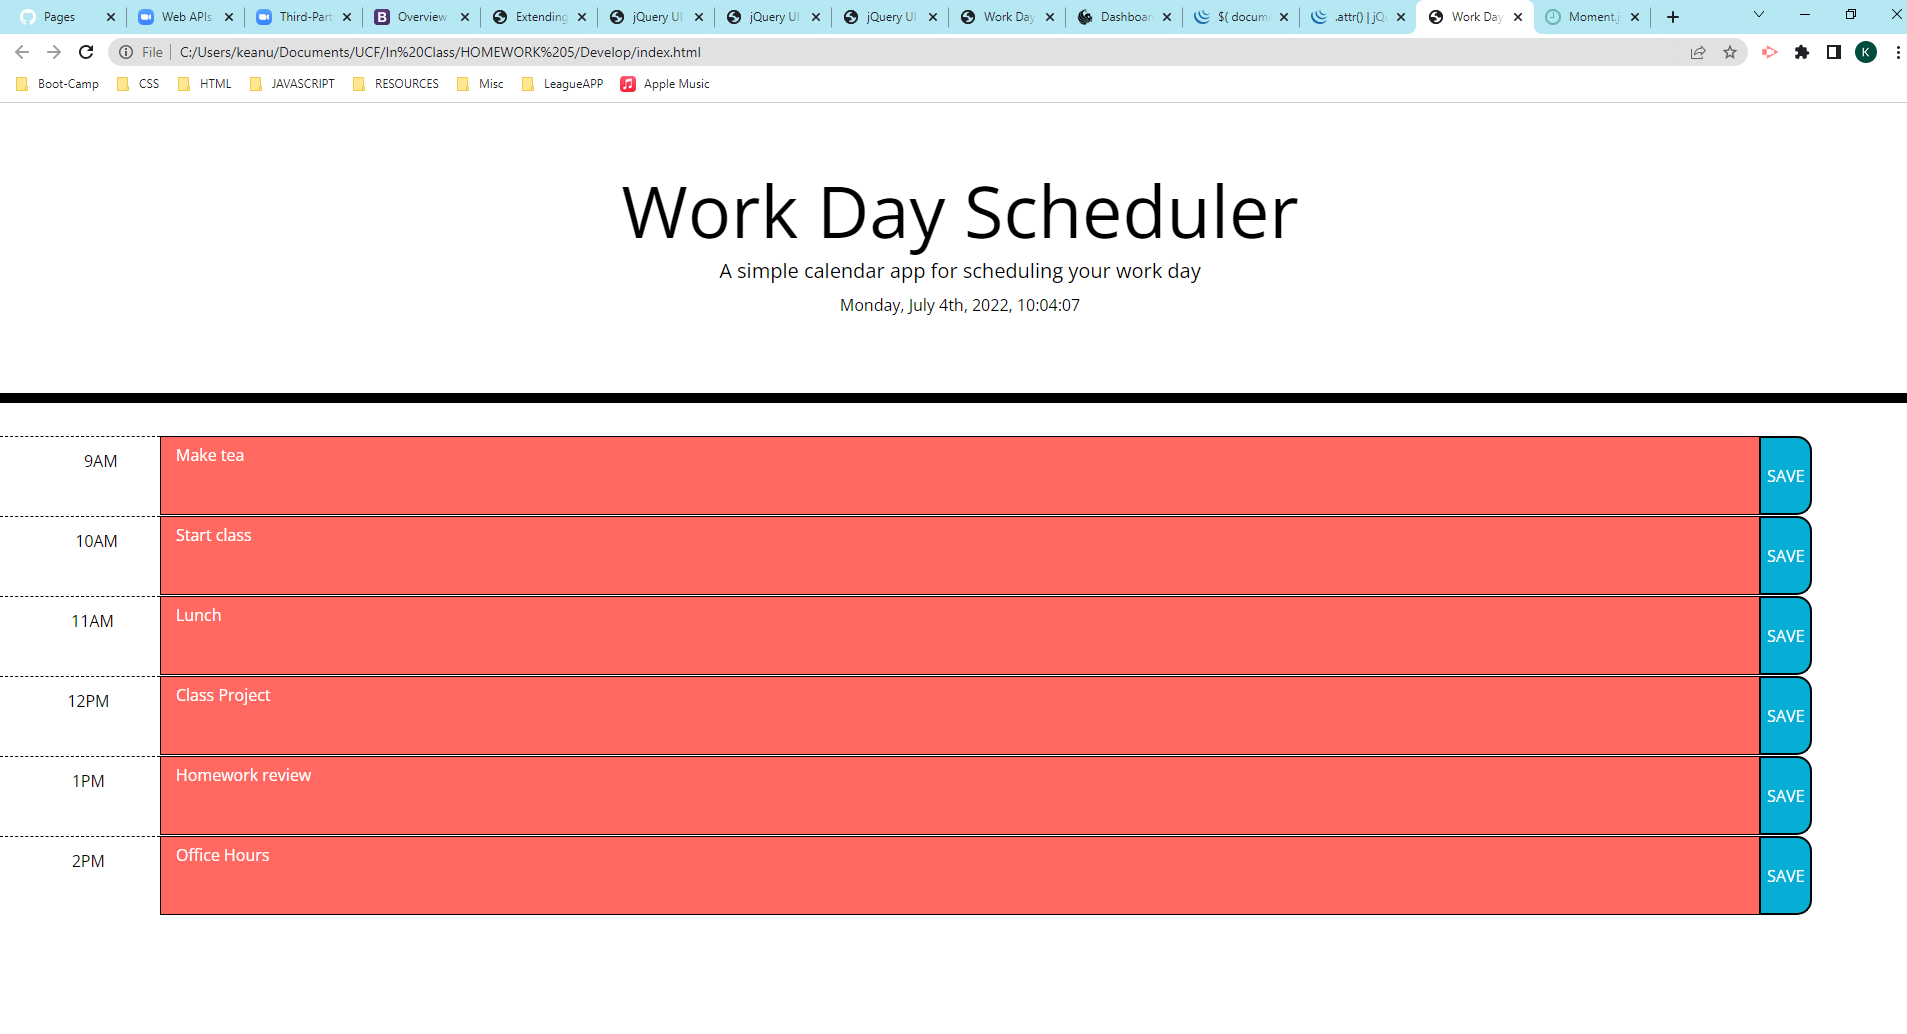 Pages
Web APIs
Third-Part
Overview
Extending
jQuery UI
jQuery UI
jQuery UI
Work Day
Dashboar
$( docum
.attr() | jQ
Work Day
Moment.j
File
C:/Users/keanu/Documents/UCF/In%20Class/HOMEWORK%205/Develop/index.html
K
Boot-Camp
CSS
HTML
JAVASCRIPT
RESOURCES
Misc
LeagueAPP
Apple Music
Work Day Scheduler
A simple calendar app for scheduling your work day
Monday, July 4th, 2022, 10:04:07
9AM
Make tea
SAVE
10AM
Start class
SAVE
11AM
Lunch
SAVE
12PM
Class Project
SAVE
1PM
Homework review
SAVE
2PM
Office Hours
SAVE